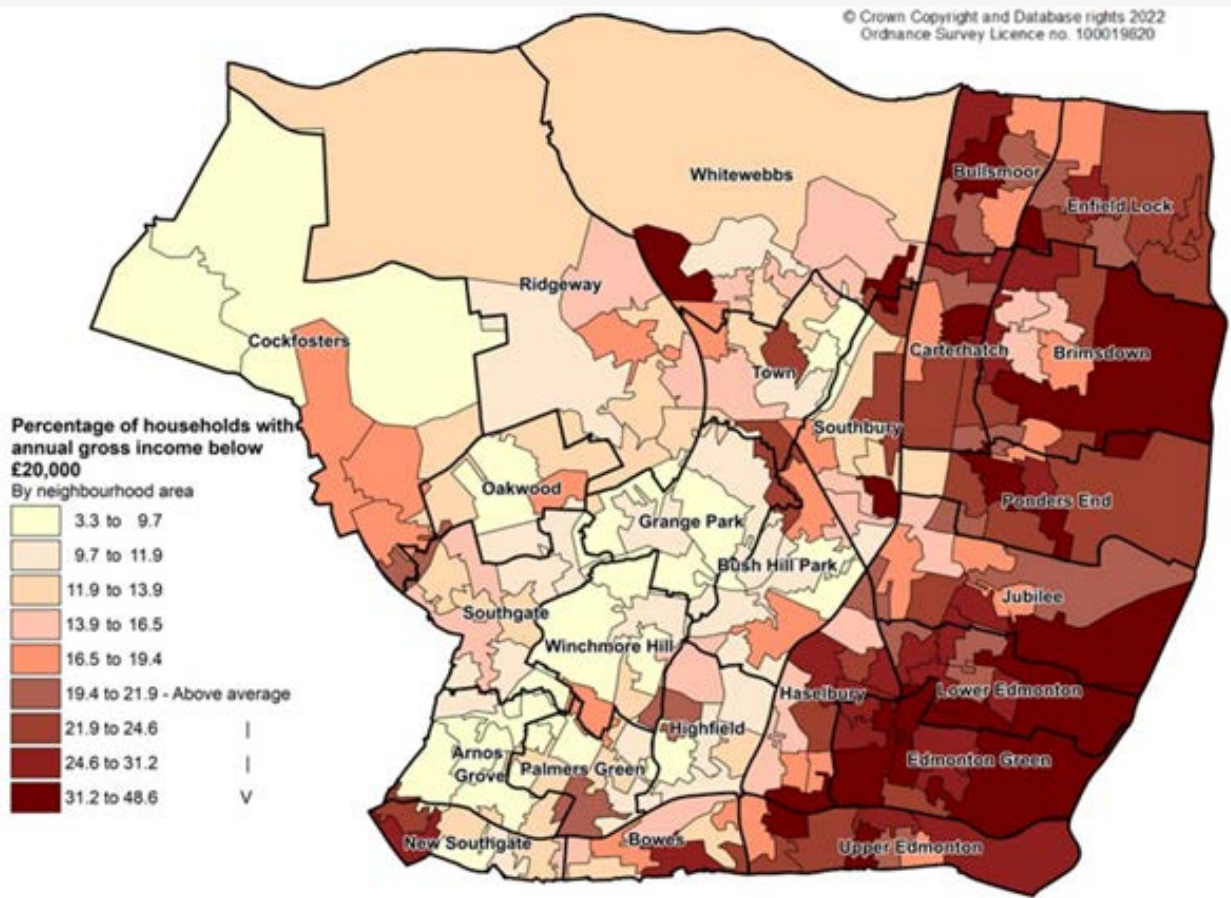 © Crown Copyright and Database rights 2022
Ordnance Survey Licence no. 100019820
Whitewebbs
Bullsmoor
Enfield Lock
Ridgeway
Cockfosters
Carterhatch
Brimsdown
Town
Southbury
Percentage of households with
annual gross income below
£20,000
By neighbourhood area
3.3 to 9.7
9.7 to 11.9
11.9 to 13.9
13.9 to 16.5
16.5 to 19.4
19.4 to 21.9 - Above average
21.9 to 24.6 |
24.6 to 31.2 |
31.2 to 48.6 V
Oakwood
Grange Park
Ponders End
Bush Hill Park
Jubilee
Southgate
Winchmore Hill
Haselbury
Lower Edmonton
Highfield
Arnos
Grove
Palmers Green
Edmonton Green
New Southgate
Bowes
Upper Edmonton